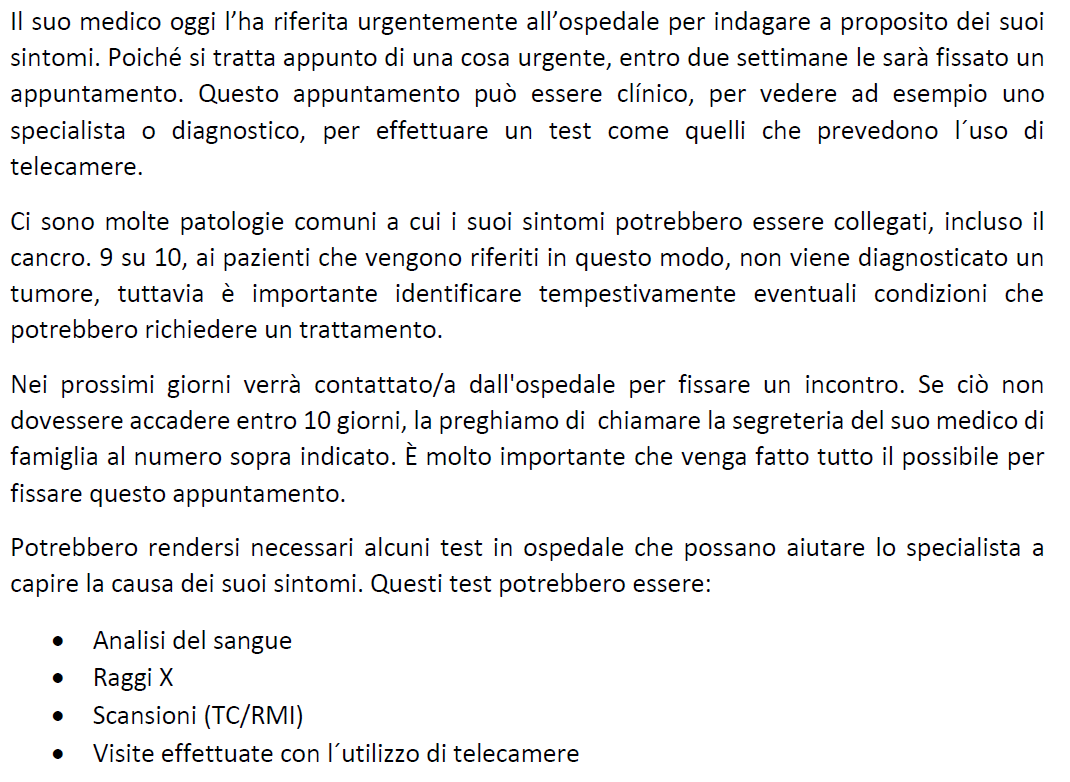 Il suo medico oggi l’ha riferita urgentemente all’ospedale per indagare a proposito dei suoi
sintomi. Poiché si tratta appunto di una cosa urgente, entro due settimane le sarà fissato un
appuntamento. Questo appuntamento può essere clínico, per vedere ad esempio uno
specialista o diagnostico, per effettuare un test come quelli che prevedono l´uso di
telecamere.
Ci sono molte patologie comuni a cui i suoi sintomi potrebbero essere collegati, incluso il
cancro. 9 su 10, ai pazienti che vengono riferiti in questo modo, non viene diagnosticato un
tumore, tuttavia è importante identificare tempestivamente eventuali condizioni che
potrebbero richiedere un trattamento.
Nei prossimi giorni verrà contattato/a dall'ospedale per fissare un incontro. Se ciò non
dovessere accadere entro 10 giorni, la preghiamo di  chiamare la segreteria del suo medico di
famiglia al numero sopra indicato. È molto importante che venga fatto tutto il possibile per
fissare questo appuntamento.
Potrebbero rendersi necessari alcuni test in ospedale che possano aiutare lo specialista a
capire la causa dei suoi sintomi. Questi test potrebbero essere:
• Analisi del sangue
• Raggi X
• Scansioni (TC/RMI)
• Visite effettuate con l´utilizzo di telecamere